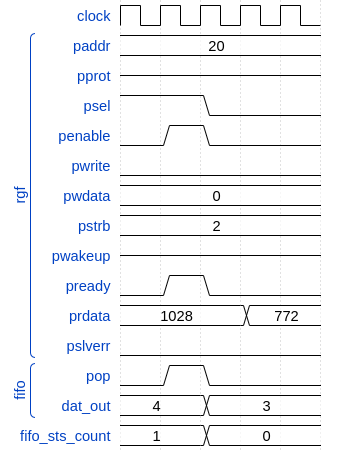 clock
paddr 20
pprot
psel
penable
pwrite
pwdata 0
pstrb 2
pwakeup
pready
prdata 1028 772
pslverr
rgf
pop
dat_out 4 3
fifo
fifo_sts_count 1 0